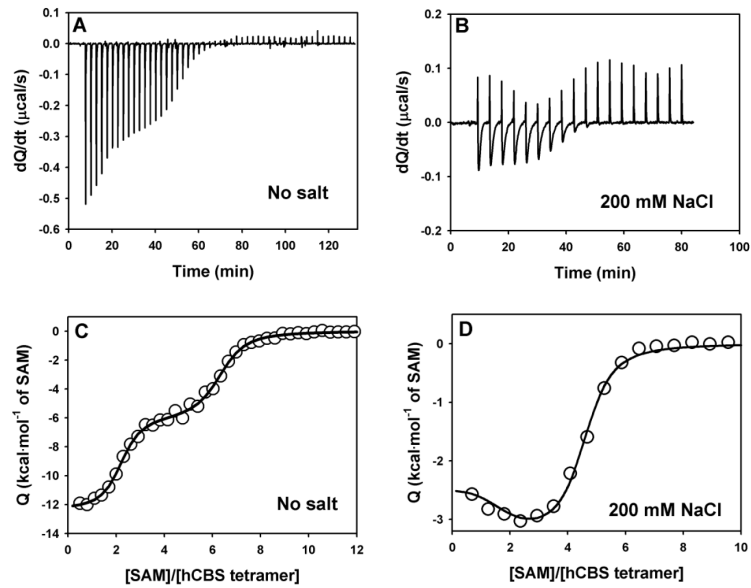 A
0.1
0.0
-0.1
-0.2
-0.3
-0.4
-0.5
-0.6
dQ/dt (μcal/s)
No salt
0 20 40 60 80 100 120
Time (min)
B
0.2
0.1
0.0
-0.1
-0.2
dQ/dt (μcal/s)
200 mM NaCl
0 20 40 60 80 100
Time (min)
C
0
-2
-4
-6
-8
-10
-12
-14
Q (kcal·mol⁻¹ of SAM)
No salt
0 2 4 6 8 10 12
[SAM]/[hCBS tetramer]
D
0
-1
-2
-3
Q (kcal·mol⁻¹ of SAM)
200 mM NaCl
0 2 4 6 8 10
[SAM]/[hCBS tetramer]